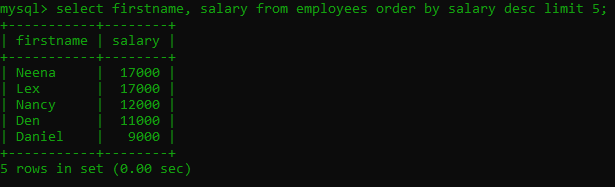 mysql> select firstname, salary from employees order by salary desc limit 5;
+-----------+--------+
| firstname | salary |
+-----------+--------+
| Neena     |  17000 |
| Lex       |  17000 |
| Nancy     |  12000 |
| Den       |  11000 |
| Daniel    |   9000 |
+-----------+--------+
5 rows in set (0.00 sec)